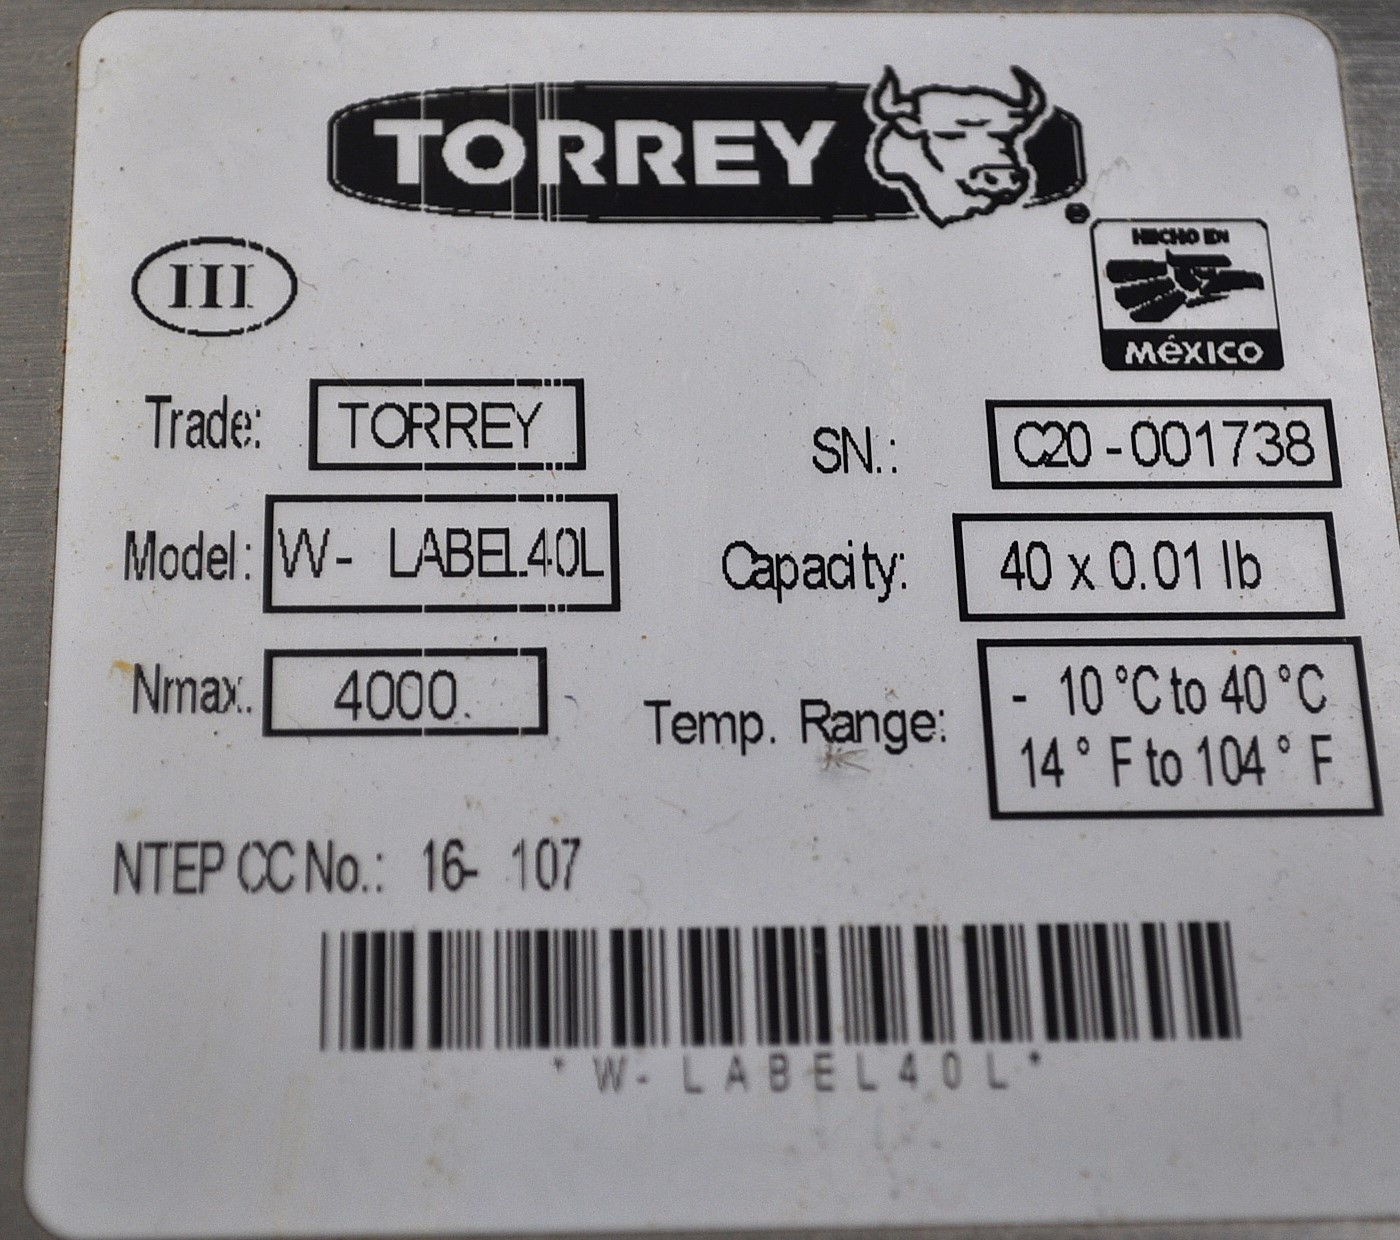 TORREY
III
HECHO EN
MéXICO
Trade: TORREY
SN.: C20-001738
Model: W- LABEL40L
Capacity: 40 x 0.01 lb
Nmax. 4000.
Temp. Range: - 10 °C to 40 °C
14 ° F to 104 ° F
NTEP CC No.: 16- 107
*W-LABEL40L*